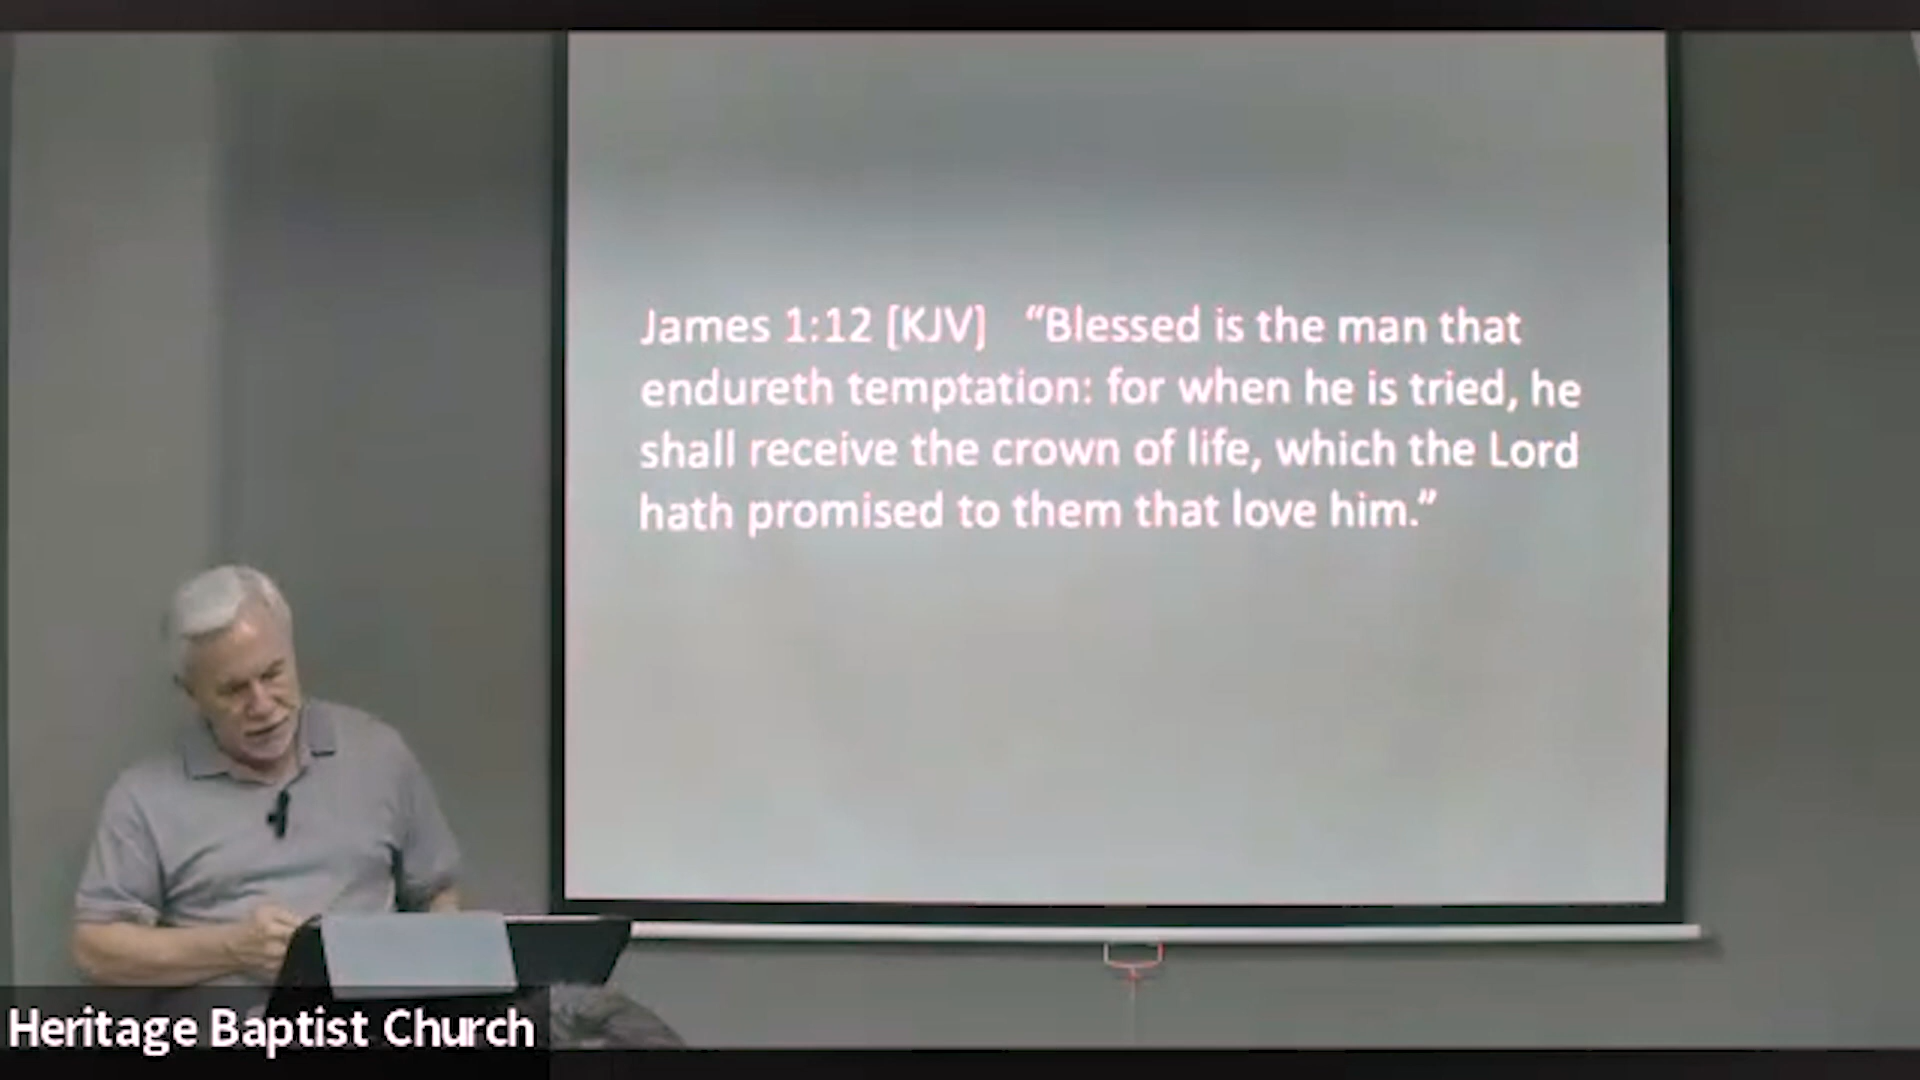 James 1:12 [KJV] “Blessed is the man that
endureth temptation: for when he is tried, he
shall receive the crown of life, which the Lord
hath promised to them that love him.”
Heritage Baptist Church